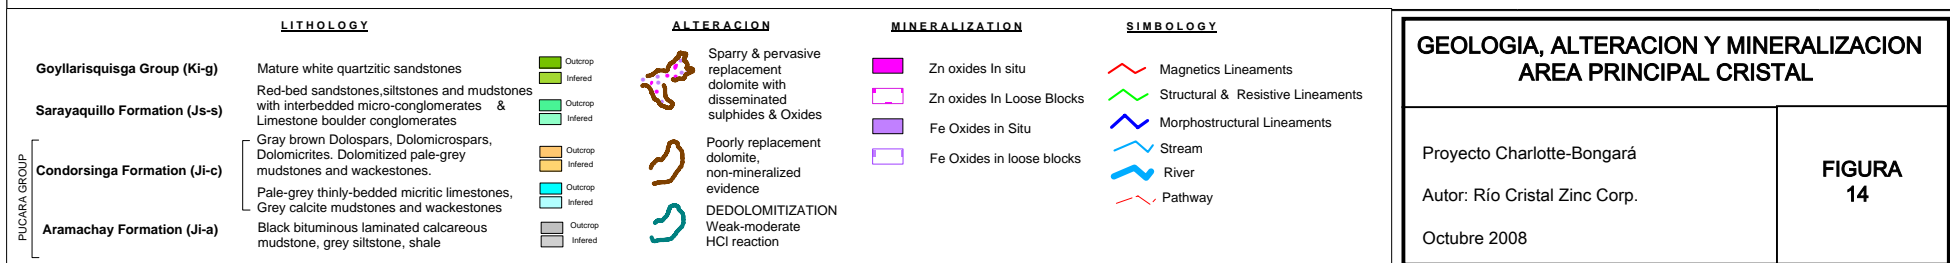 LITHOLOGY
Goyllarisquisga Group (Ki-g)
Mature white quartzitic sandstones
Outcrop
Infered
Sarayaquillo Formation (Js-s)
Red-bed sandstones,siltstones and mudstones
with interbedded micro-conglomerates &
Limestone boulder conglomerates
Outcrop
Infered
PUCARA GROUP
Condorsinga Formation (Ji-c)
Gray brown Dolospars, Dolomicrospars,
Dolomicrites. Dolomitized pale-grey
mudstones and wackestones.
Outcrop
Infered
Pale-grey thinly-bedded micritic limestones,
Grey calcite mudstones and wackestones
Outcrop
Infered
Aramachay Formation (Ji-a)
Black bituminous laminated calcareous
mudstone, grey siltstone, shale
Outcrop
Infered
ALTERACION
Sparry & pervasive
replacement
dolomite with
disseminated
sulphides & Oxides
Poorly replacement
dolomite,
non-mineralized
evidence
DEDOLOMITIZATION
Weak-moderate
HCl reaction
MINERALIZATION
Zn oxides In situ
Zn oxides In Loose Blocks
Fe Oxides in Situ
Fe Oxides in loose blocks
SIMBOLOGY
Magnetics Lineaments
Structural & Resistive Lineaments
Morphostructural Lineaments
Stream
River
Pathway
GEOLOGIA, ALTERACION Y MINERALIZACION
AREA PRINCIPAL CRISTAL
Proyecto Charlotte-Bongará
Autor: Río Cristal Zinc Corp.
Octubre 2008
FIGURA
14